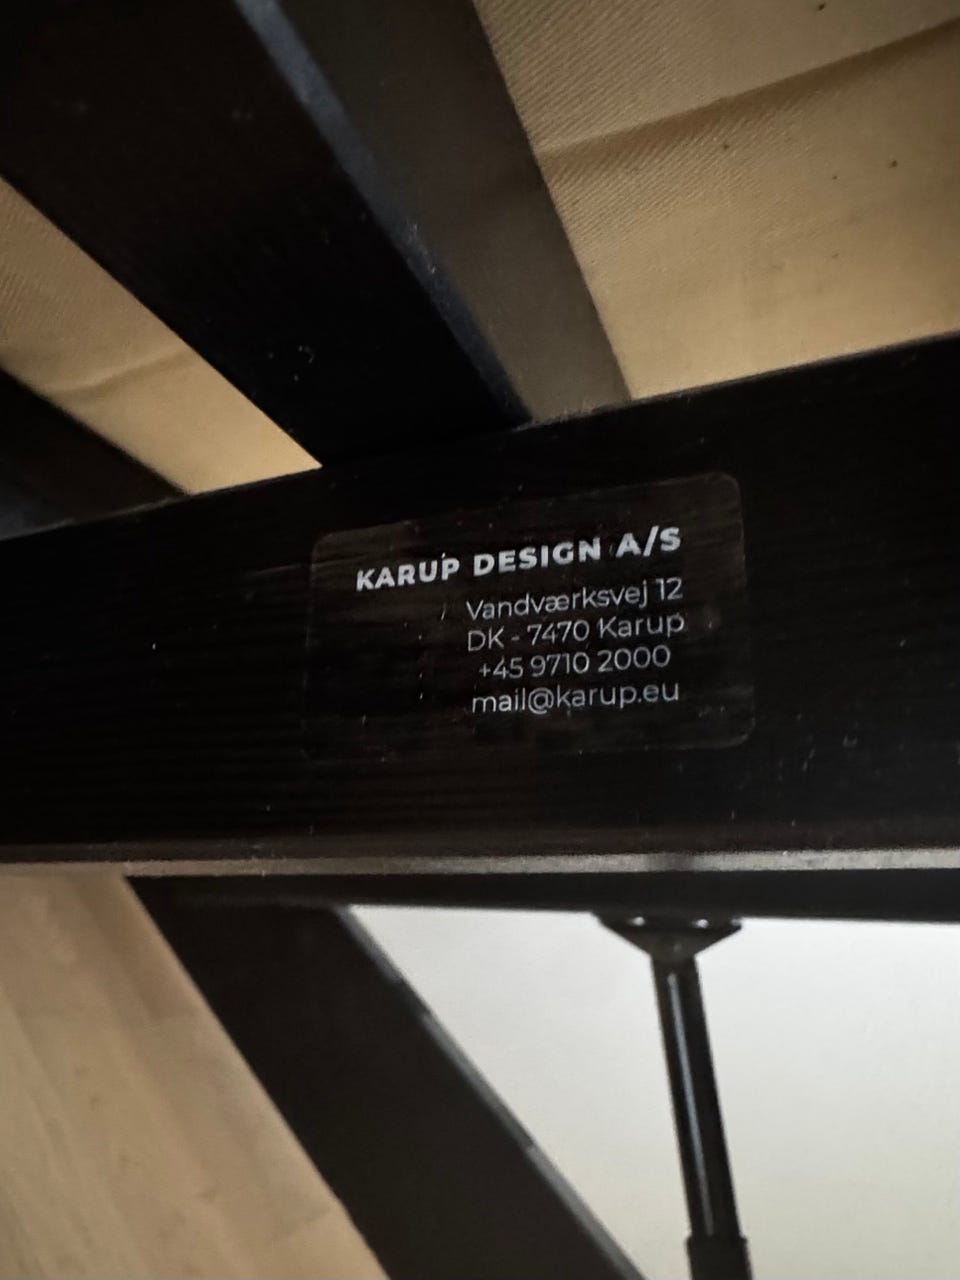 KARUP DESIGN A/S
Vandværksvej 12
DK - 7470 Karup
+45 9710 2000
mail@karup.eu